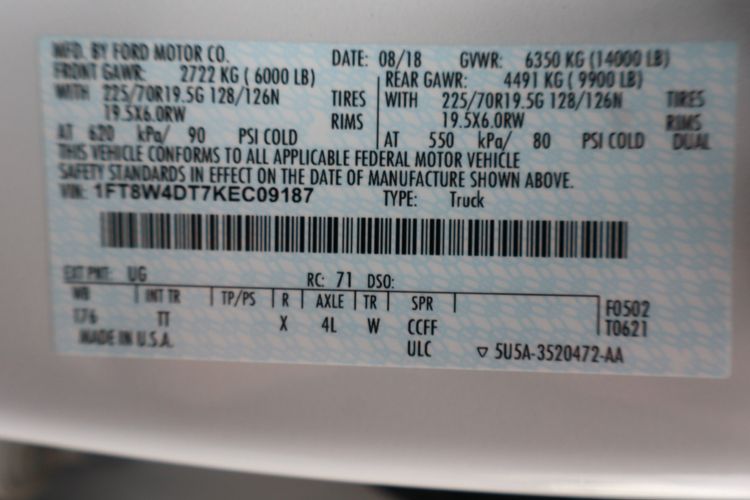 MFD. BY FORD MOTOR CO. DATE: 08/18 GVWR: 6350 KG (14000 LB)
FRONT GAWR: 2722 KG ( 6000 LB) REAR GAWR: 4491 KG ( 9900 LB)
WITH 225/70R19.5G 128/126N TIRES WITH 225/70R19.5G 128/126N TIRES
19.5X6.0RW RIMS 19.5X6.0RW RIMS
AT 620 kPa/ 90 PSI COLD AT 550 kPa/ 80 PSI COLD DUAL
THIS VEHICLE CONFORMS TO ALL APPLICABLE FEDERAL MOTOR VEHICLE
SAFETY STANDARDS IN EFFECT ON THE DATE OF MANUFACTURE SHOWN ABOVE.
VIN: 1FT8W4DT7KEC09187 TYPE: Truck
EXT PNT: UG RC: 71 DSO:
WB INT TR TP/PS R AXLE TR SPR F0502
176 TT X 4L W CCFF T0621
MADE IN U.S.A. ULC ▽ 5U5A-3520472-AA